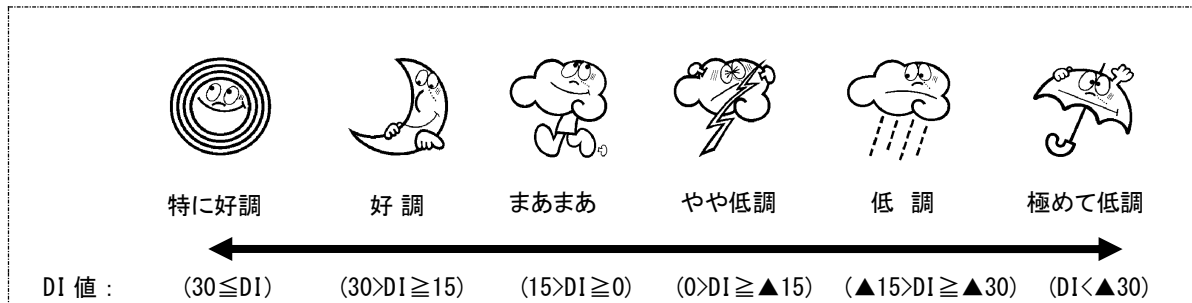 特に好調 好 調 まあまあ やや低調 低 調 極めて低調
DI 値： (30≦DI) (30>DI≧15) (15>DI≧0) (0>DI≧▲15) (▲15>DI≧▲30) (DI<▲30)